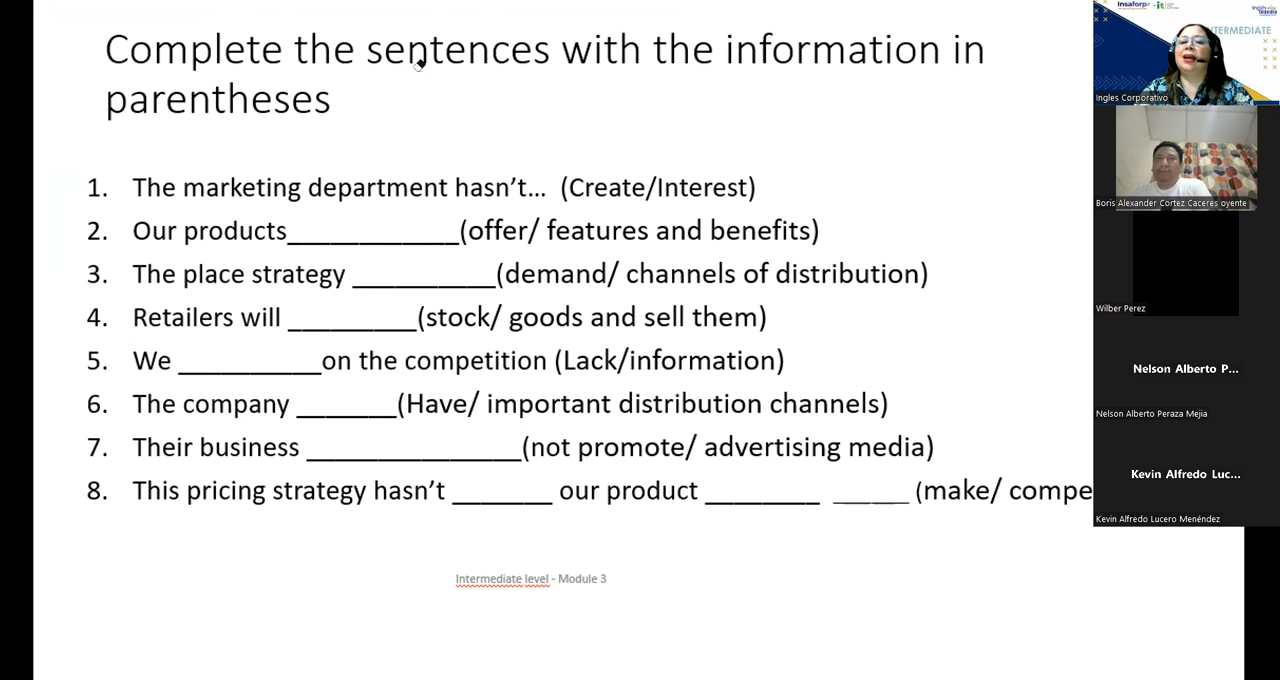 Complete the sentences with the information in
parentheses
1. The marketing department hasn't... (Create/Interest)
2. Our products____________(offer/ features and benefits)
3. The place strategy __________(demand/ channels of distribution)
4. Retailers will _________(stock/ goods and sell them)
5. We __________on the competition (Lack/information)
6. The company _______(Have/ important distribution channels)
7. Their business _______________(not promote/ advertising media)
8. This pricing strategy hasn't _______ our product ________ _____ (make/ compe
Intermediate level - Module 3
Insaforp
it
INTERMEDIATE
Ingles Corporativo
Boris Alexander Cortez Caceres oyente
Wilber Perez
Nelson Alberto P...
Nelson Alberto Peraza Mejia
Kevin Alfredo Luc...
Kevin Alfredo Lucero Menéndez